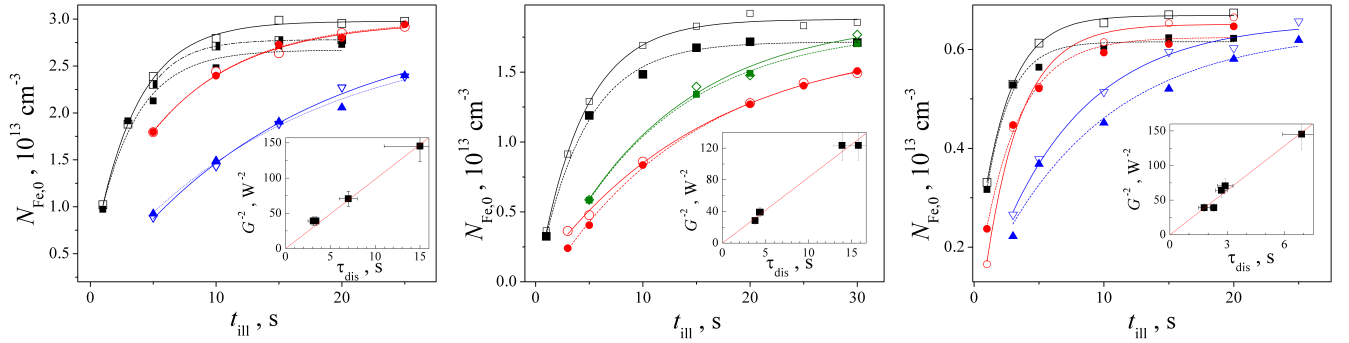 3.0
2.5
2.0
1.5
1.0
0.5
N_Fe,0, 10^13 cm^-3
0 5 10 15 20 25
t_ill, s
150
100
50
0
G^-2, W^-2
0 5 10 15
τ_dis, s
1.5
1.0
0.5
0.0
N_Fe,0, 10^13 cm^-3
0 5 10 15 20 25 30
t_ill, s
120
80
40
0
G^-2, W^-2
0 5 10 15
τ_dis, s
0.6
0.4
0.2
N_Fe,0, 10^13 cm^-3
0 5 10 15 20 25
t_ill, s
150
100
50
0
G^-2, W^-2
0 3 6
τ_dis, s